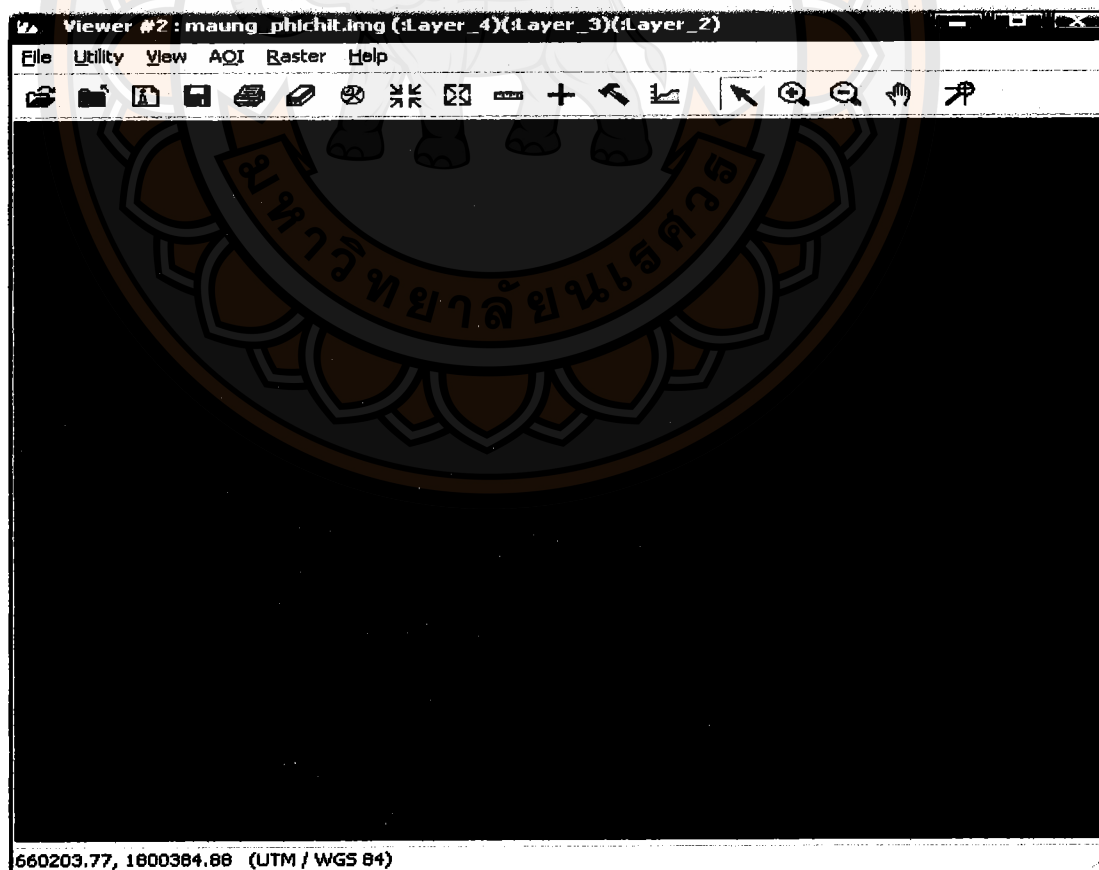 Viewer #2 : maung_phichit.img (:Layer_4)(:Layer_3)(:Layer_2)
File Utility View AOI Raster Help
มหาวิทยาลัยนเรศวร
660203.77, 1800384.88 (UTM / WGS 84)